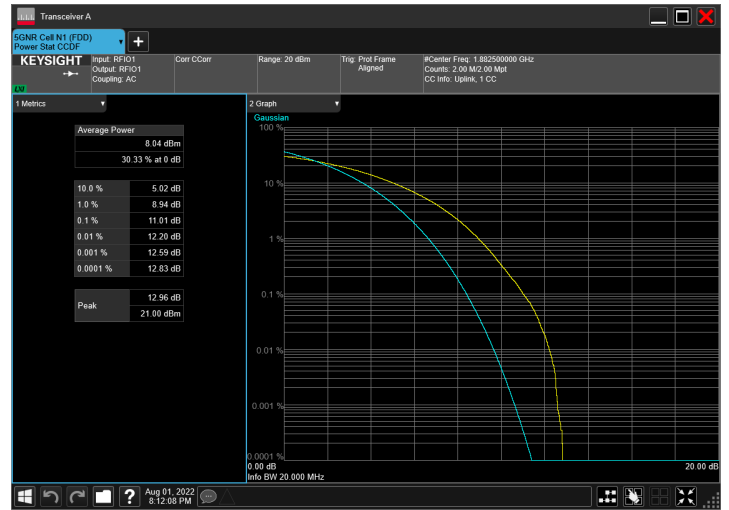 Transceiver A
5GNR Cell N1 (FDD)
Power Stat CCDF
KEYSIGHT
LXI
Input: RFIO1
Output: RFIO1
Coupling: AC
Corr CCorr
Range: 20 dBm
Trig: Prot Frame
Aligned
#Center Freq: 1.882500000 GHz
Counts: 2.00 M/2.00 Mpt
CC Info: Uplink, 1 CC
1 Metrics
Average Power
8.04 dBm
30.33 % at 0 dB
10.0 % 5.02 dB
1.0 % 8.94 dB
0.1 % 11.01 dB
0.01 % 12.20 dB
0.001 % 12.59 dB
0.0001 % 12.83 dB
Peak
12.96 dB
21.00 dBm
2 Graph
Gaussian
100 %
10 %
1 %
0.1 %
0.01 %
0.001 %
0.0001 %
0.00 dB 20.00 dB
Info BW 20.000 MHz
?
Aug 01, 2022
8:12:08 PM